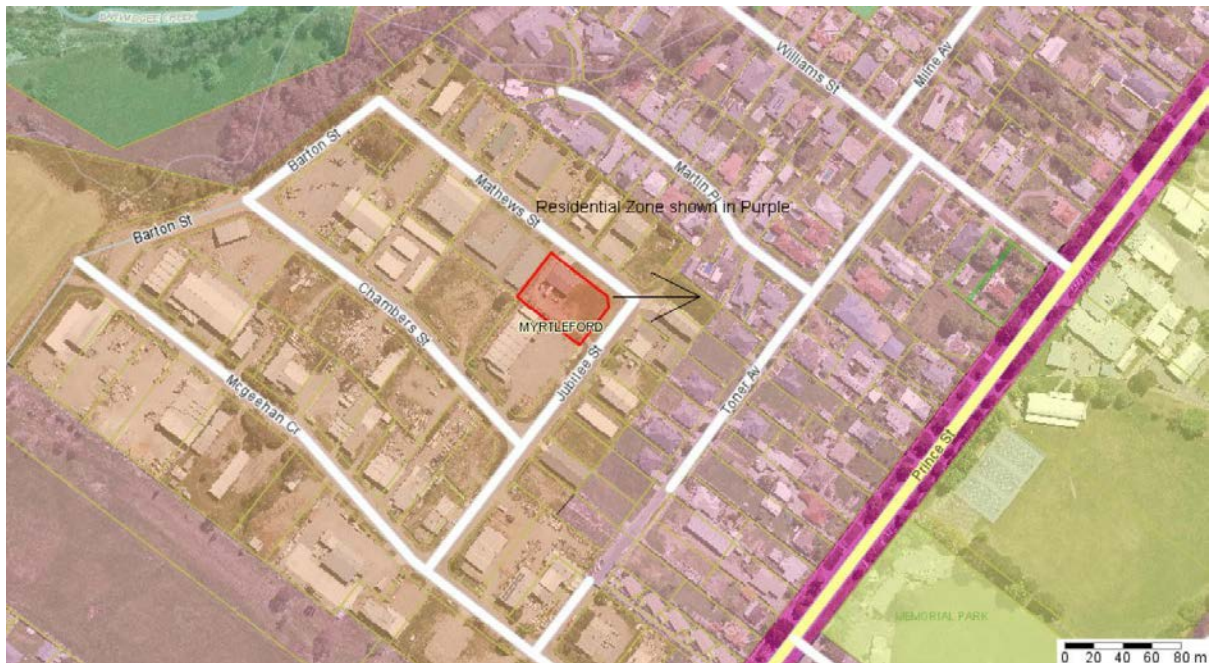 BARWIDGEE CREEK
Williams St
Milne Av
Barton St
Mathews St
Martin Pl
Residential Zone shown in Purple
Barton St
Chambers St
MYRTLEFORD
Jubilee St
Toner Av
Mcgeehan Cr
Prince St
MEMORIAL PARK
0 20 40 60 80 m